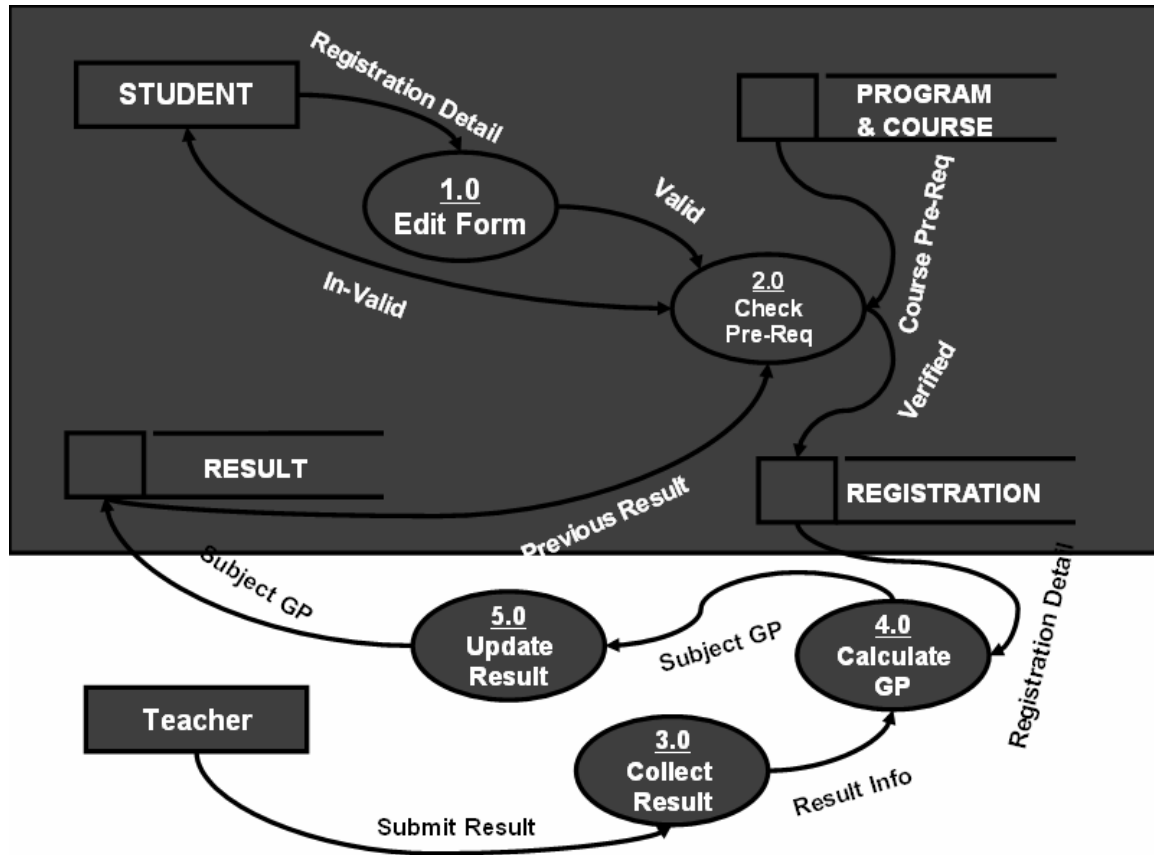 STUDENT
Registration Detail
PROGRAM
& COURSE
1.0
Edit Form
Valid
Course Pre-Req
In-Valid
2.0
Check
Pre-Req
Verified
RESULT
REGISTRATION
Previous Result
Subject GP
Registration Detail
5.0
Update
Result
Subject GP
4.0
Calculate
GP
Teacher
3.0
Collect
Result
Result Info
Submit Result